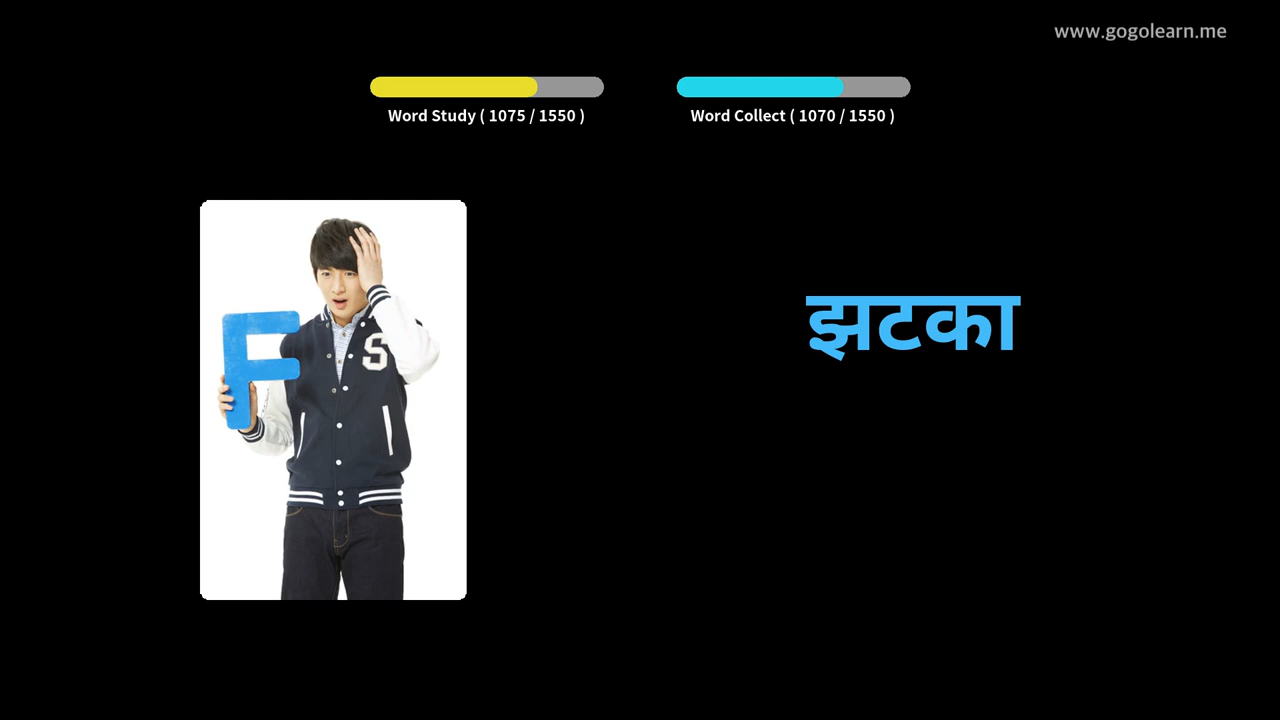 www.gogolearn.me
Word Study ( 1075 / 1550 )
Word Collect ( 1070 / 1550 )
F
S
झटका